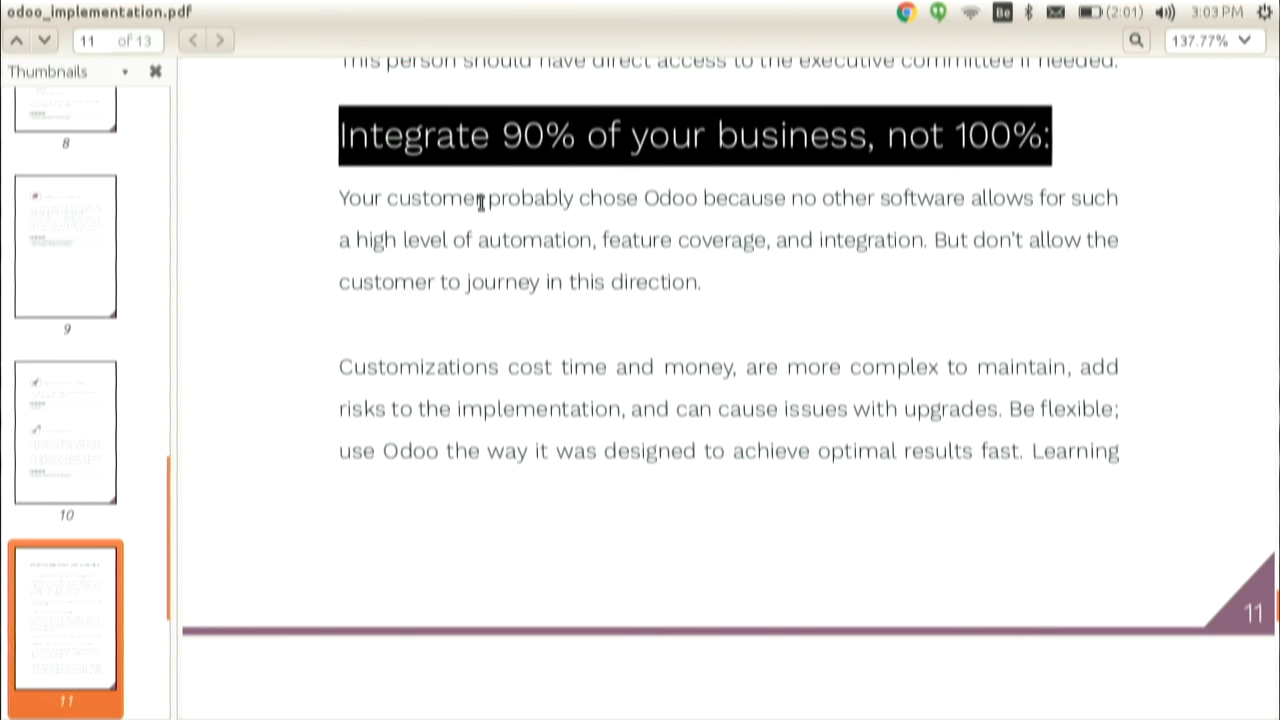 odoo_implementation.pdf
Be
(2:01)
3:03 PM
11 of 13
137.77%
Thumbnails
8
9
10
11
This person should have direct access to the executive committee if needed.
Integrate 90% of your business, not 100%:
Your customer probably chose Odoo because no other software allows for such
a high level of automation, feature coverage, and integration. But don't allow the
customer to journey in this direction.
Customizations cost time and money, are more complex to maintain, add
risks to the implementation, and can cause issues with upgrades. Be flexible;
use Odoo the way it was designed to achieve optimal results fast. Learning
11